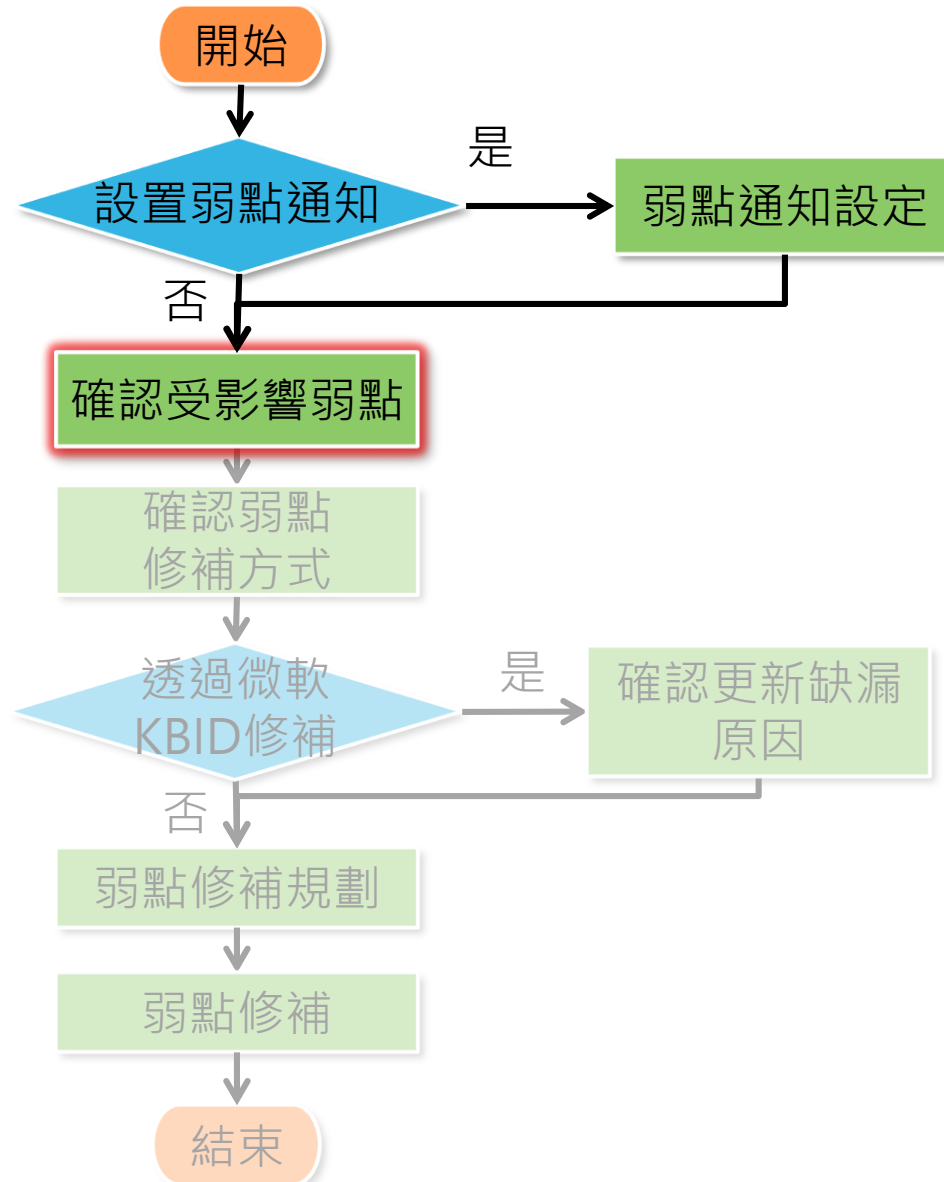 開始
設置弱點通知
是
弱點通知設定
否
確認受影響弱點
確認弱點
修補方式
透過微軟
KBID修補
是
確認更新缺漏
原因
否
弱點修補規劃
弱點修補
結束